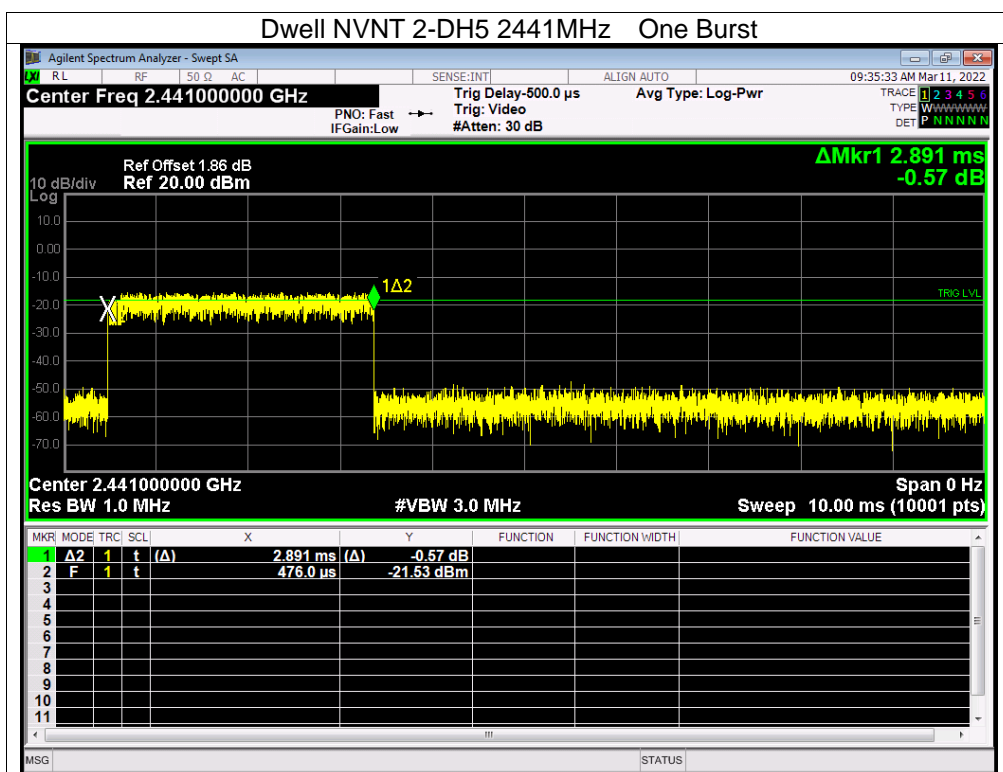 Dwell NVNT 2-DH5 2441MHz One Burst
Agilent Spectrum Analyzer - Swept SA
LXI RL RF 50 Ω AC SENSE:INT ALIGN AUTO 09:35:33 AM Mar 11, 2022
Center Freq 2.441000000 GHz
Trig Delay-500.0 µs Avg Type: Log-Pwr TRACE 1 2 3 4 5 6
PNO: Fast Trig: Video TYPE WWWWWW
IFGain:Low #Atten: 30 dB DET P N N N N N
ΔMkr1 2.891 ms
-0.57 dB
Ref Offset 1.86 dB
10 dB/div Ref 20.00 dBm
Log
10.0
0.00
-10.0
1Δ2
TRIG LVL
-20.0
-30.0
-40.0
-50.0
-60.0
-70.0
Center 2.441000000 GHz Span 0 Hz
Res BW 1.0 MHz #VBW 3.0 MHz Sweep 10.00 ms (10001 pts)
MKR MODE TRC SCL X Y FUNCTION FUNCTION WIDTH FUNCTION VALUE
1 Δ2 1 t (Δ) 2.891 ms (Δ) -0.57 dB
2 F 1 t 476.0 µs -21.53 dBm
3
4
5
6
7
8
9
10
11
MSG STATUS